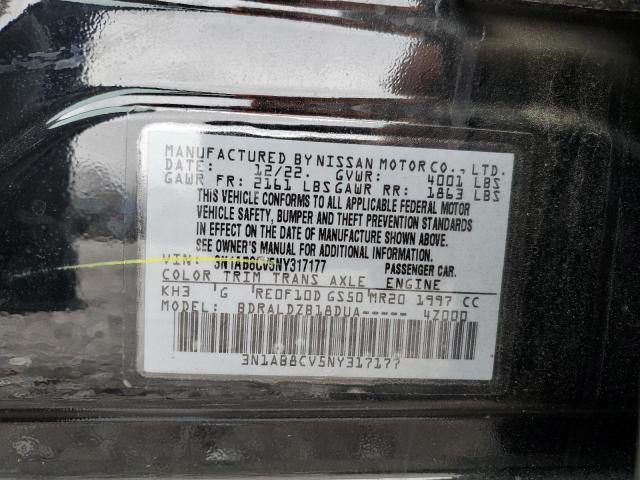 MANUFACTURED BY NISSAN MOTOR CO., LTD.
DATE: 12/22. GVWR: 4001 LBS
GAWR FR: 2161 LBS GAWR RR: 1863 LBS
THIS VEHICLE CONFORMS TO ALL APPLICABLE FEDERAL MOTOR
VEHICLE SAFETY, BUMPER AND THEFT PREVENTION STANDARDS
IN EFFECT ON THE DATE OF MANUFACTURE SHOWN ABOVE.
SEE OWNER'S MANUAL FOR ADDITIONAL INFORMATION.
VIN: 3N1AB8CV5NY317177 PASSENGER CAR.
COLOR TRIM TRANS AXLE ENGINE
KH3 G RE0F10D GS50 MR20 1997 CC
MODEL: BDRALDZB18DUA----- 4Z000
3N1AB8CV5NY317177